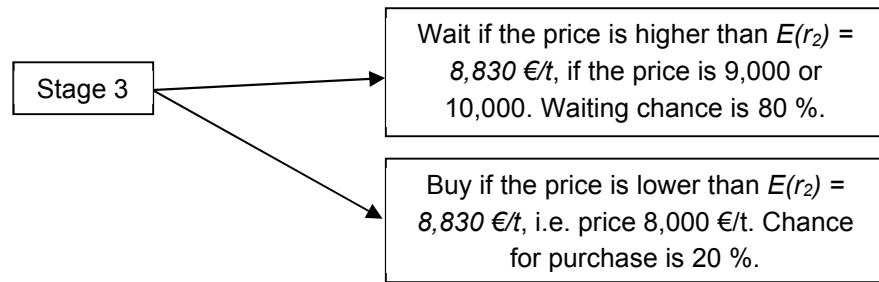 Wait if the price is higher than E(r₂) =
8,830 €/t, if the price is 9,000 or
10,000. Waiting chance is 80 %.
Stage 3
Buy if the price is lower than E(r₂) =
8,830 €/t, i.e. price 8,000 €/t. Chance
for purchase is 20 %.